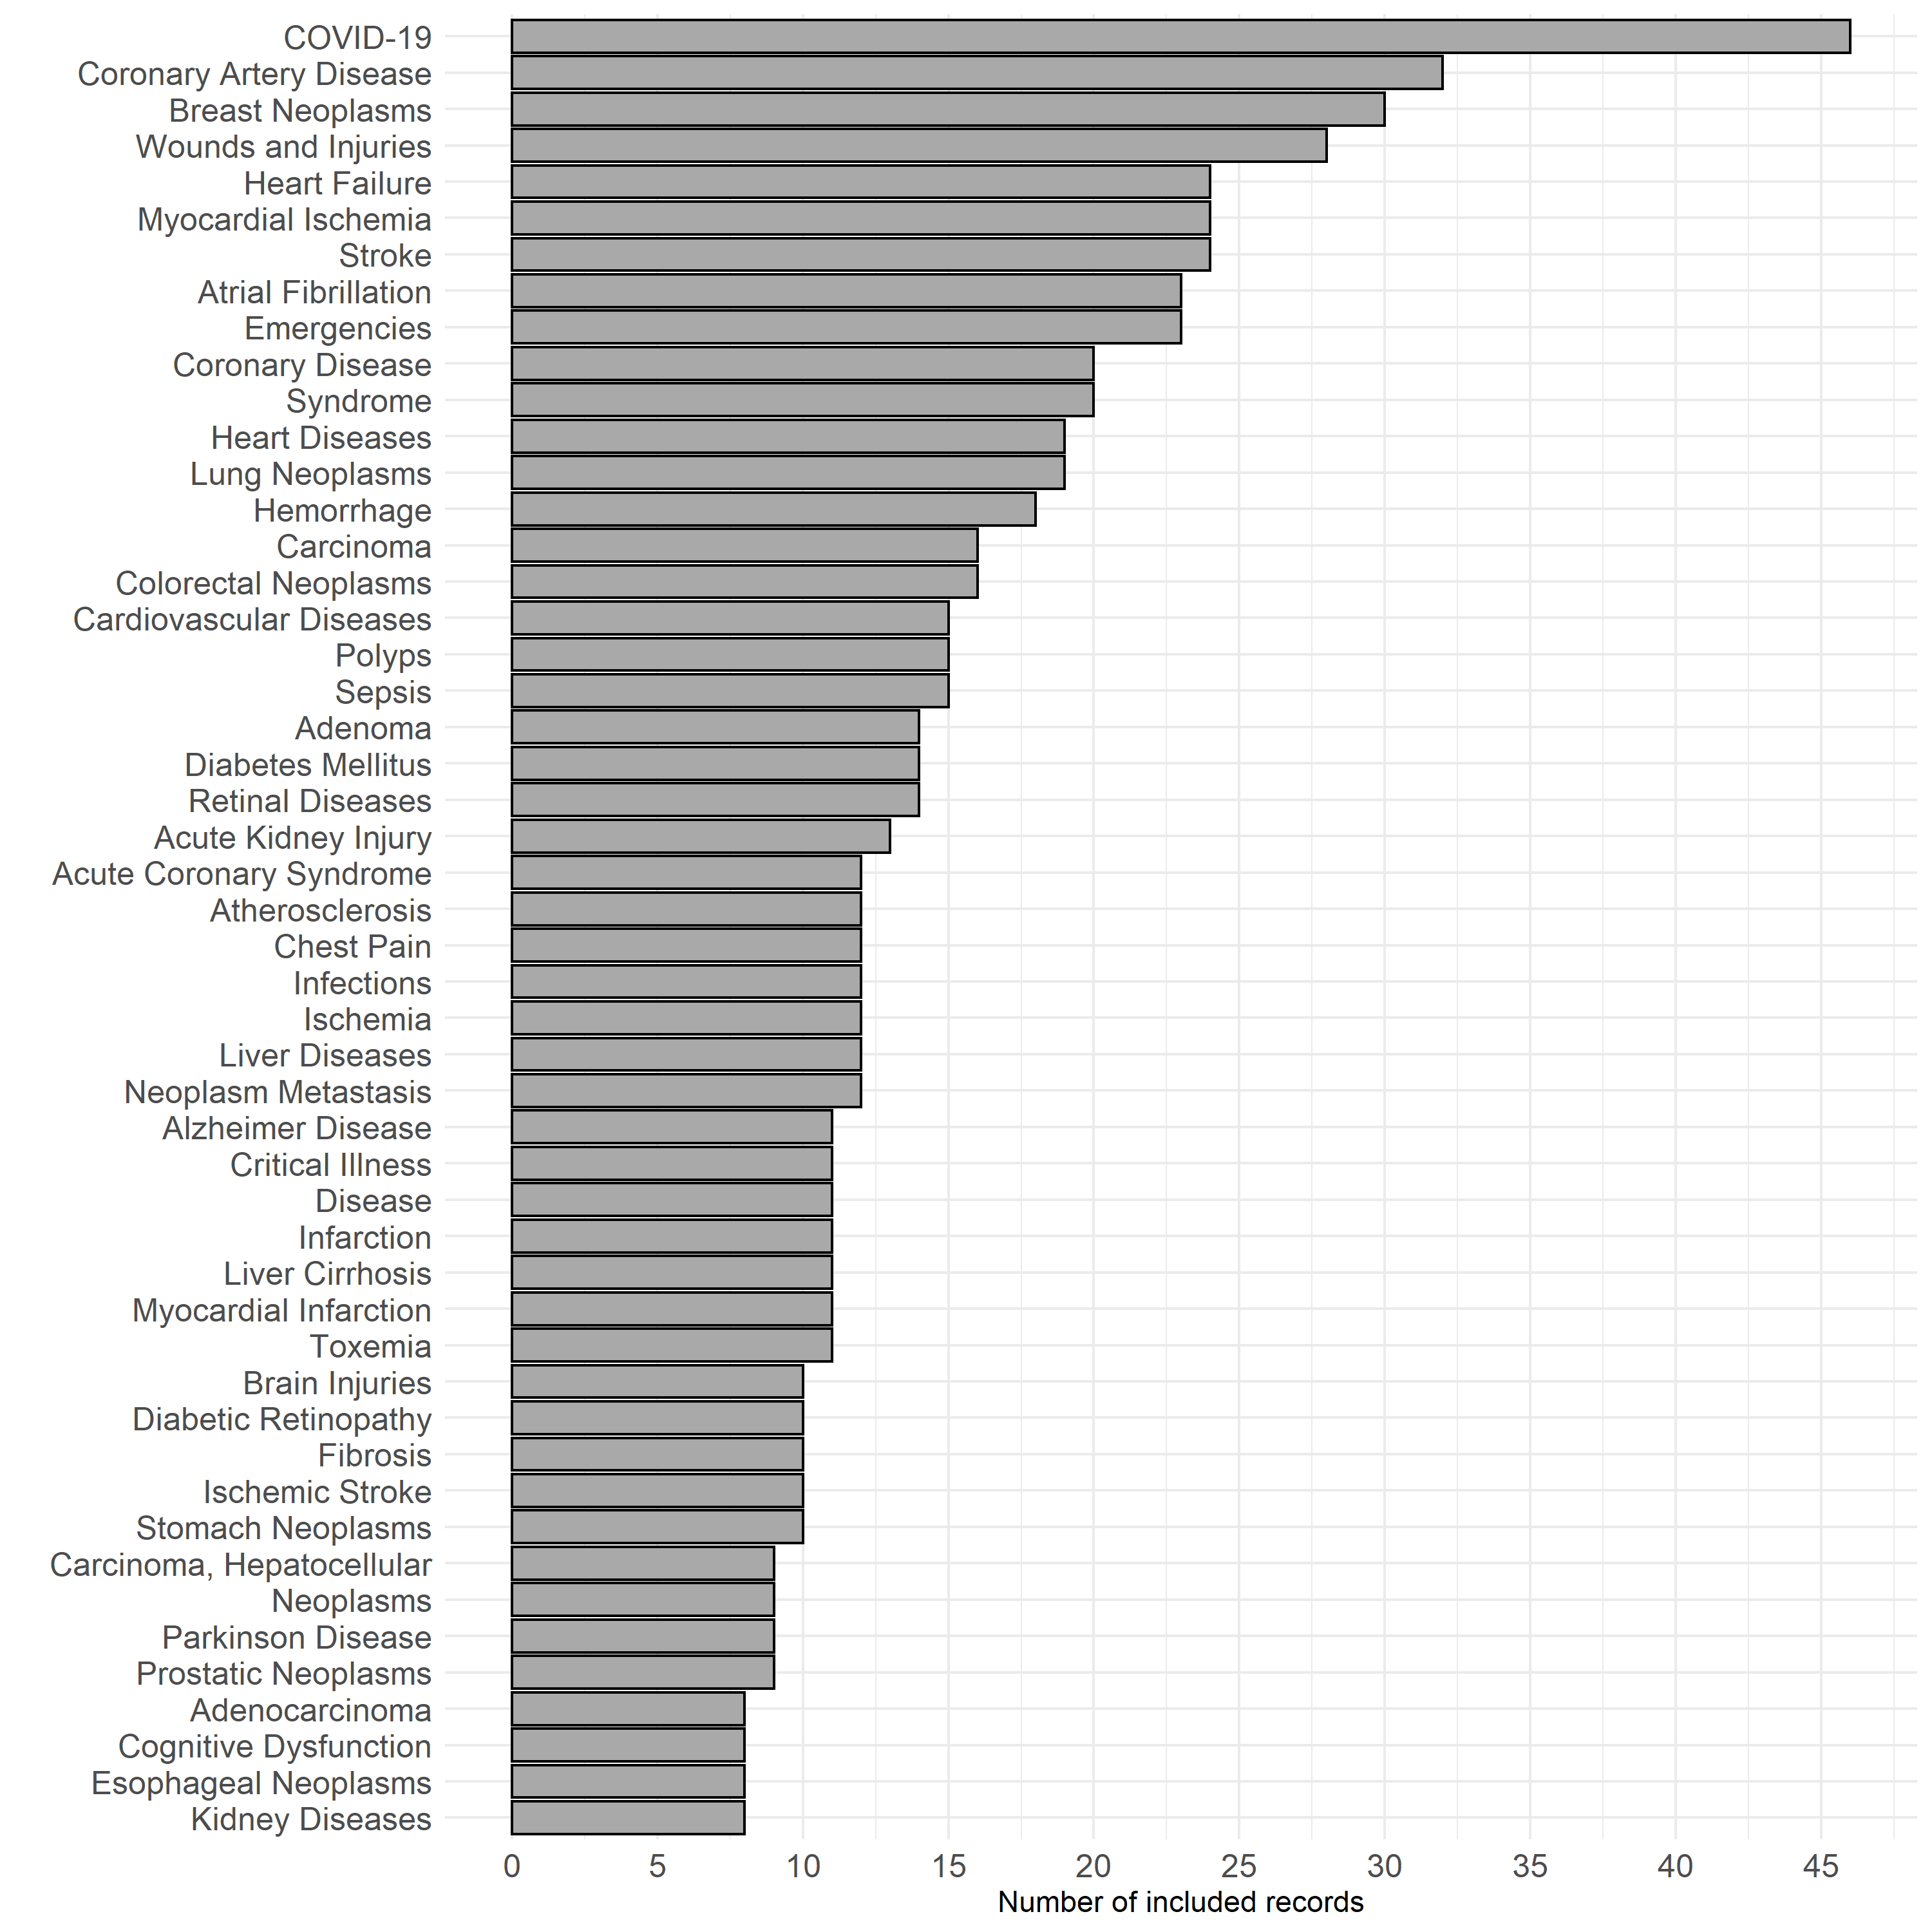 COVID-19
Coronary Artery Disease
Breast Neoplasms
Wounds and Injuries
Heart Failure
Myocardial Ischemia
Stroke
Atrial Fibrillation
Emergencies
Coronary Disease
Syndrome
Heart Diseases
Lung Neoplasms
Hemorrhage
Carcinoma
Colorectal Neoplasms
Cardiovascular Diseases
Polyps
Sepsis
Adenoma
Diabetes Mellitus
Retinal Diseases
Acute Kidney Injury
Acute Coronary Syndrome
Atherosclerosis
Chest Pain
Infections
Ischemia
Liver Diseases
Neoplasm Metastasis
Alzheimer Disease
Critical Illness
Disease
Infarction
Liver Cirrhosis
Myocardial Infarction
Toxemia
Brain Injuries
Diabetic Retinopathy
Fibrosis
Ischemic Stroke
Stomach Neoplasms
Carcinoma, Hepatocellular
Neoplasms
Parkinson Disease
Prostatic Neoplasms
Adenocarcinoma
Cognitive Dysfunction
Esophageal Neoplasms
Kidney Diseases
0 5 10 15 20 25 30 35 40 45
Number of included records